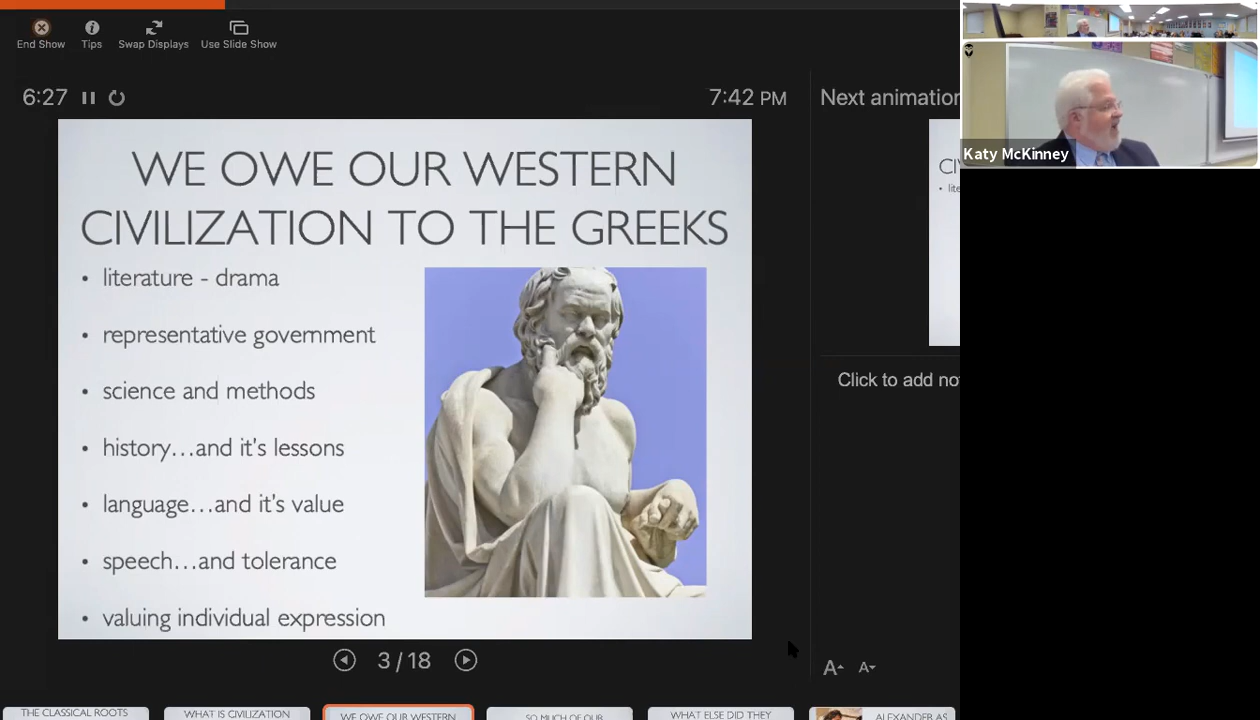 End Show
Tips
Swap Displays
Use Slide Show
6:27
7:42 PM
Next animation
WE OWE OUR WESTERN
CIVILIZATION TO THE GREEKS
• literature - drama
• representative government
• science and methods
• history…and it's lessons
• language…and it's value
• speech…and tolerance
• valuing individual expression
3 / 18
CI
• lite
Click to add no
A A
Katy McKinney
THE CLASSICAL ROOTS
WHAT IS CIVILIZATION
WE OWE OUR WESTERN
SO MUCH OF OUR
WHAT ELSE DID THEY
ALEXANDER AS